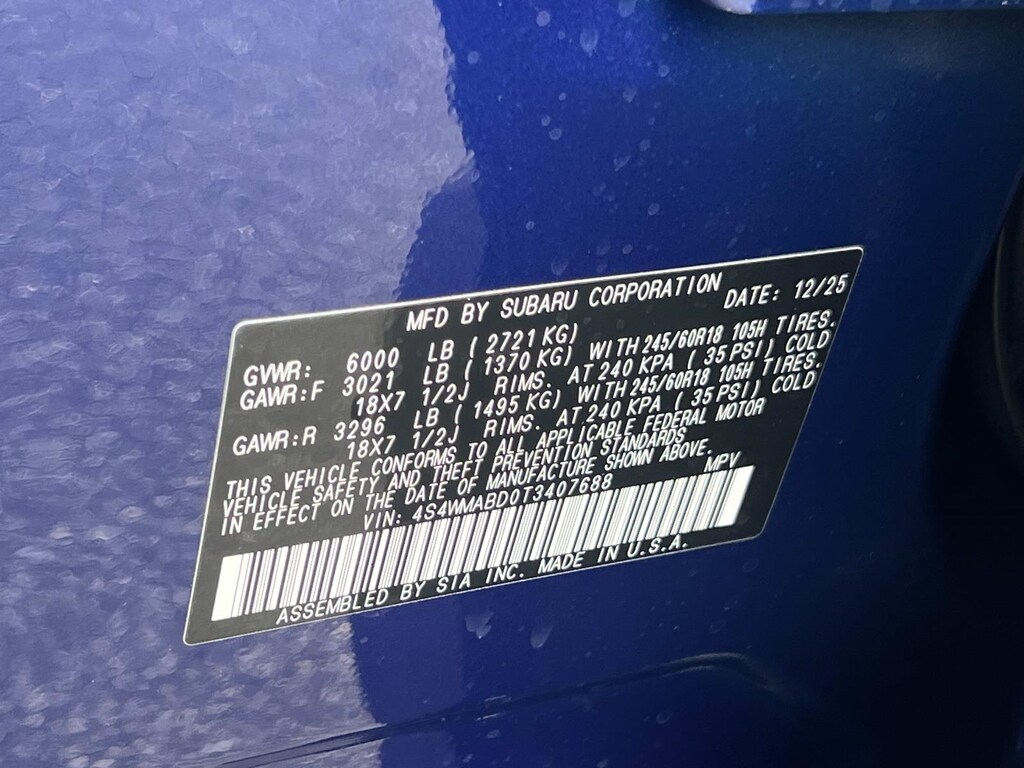 MFD BY SUBARU CORPORATION DATE: 12/25
GVWR: 6000 LB ( 2721 KG)
GAWR:F 3021 LB ( 1370 KG) WITH 245/60R18 105H TIRES.
18X7 1/2J RIMS. AT 240 KPA ( 35 PSI) COLD
GAWR:R 3296 LB ( 1495 KG) WITH 245/60R18 105H TIRES.
18X7 1/2J RIMS. AT 240 KPA ( 35 PSI) COLD
THIS VEHICLE CONFORMS TO ALL APPLICABLE FEDERAL MOTOR
VEHICLE SAFETY AND THEFT PREVENTION STANDARDS
IN EFFECT ON THE DATE OF MANUFACTURE SHOWN ABOVE.
VIN: 4S4WMABD0T3407688 MPV
ASSEMBLED BY SIA INC. MADE IN U.S.A.